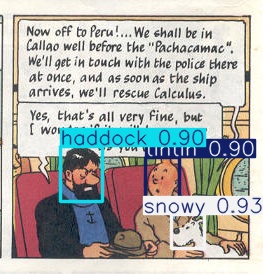 Now off to Peru!... We shall be in
Callao well before the "Pachacamac".
We'll get in touch with the police there
at once, and as soon as the ship
arrives, we'll rescue Calculus.
Yes, that's all very fine, but
I
you
haddock 0.90
tintin 0.90
snowy 0.93